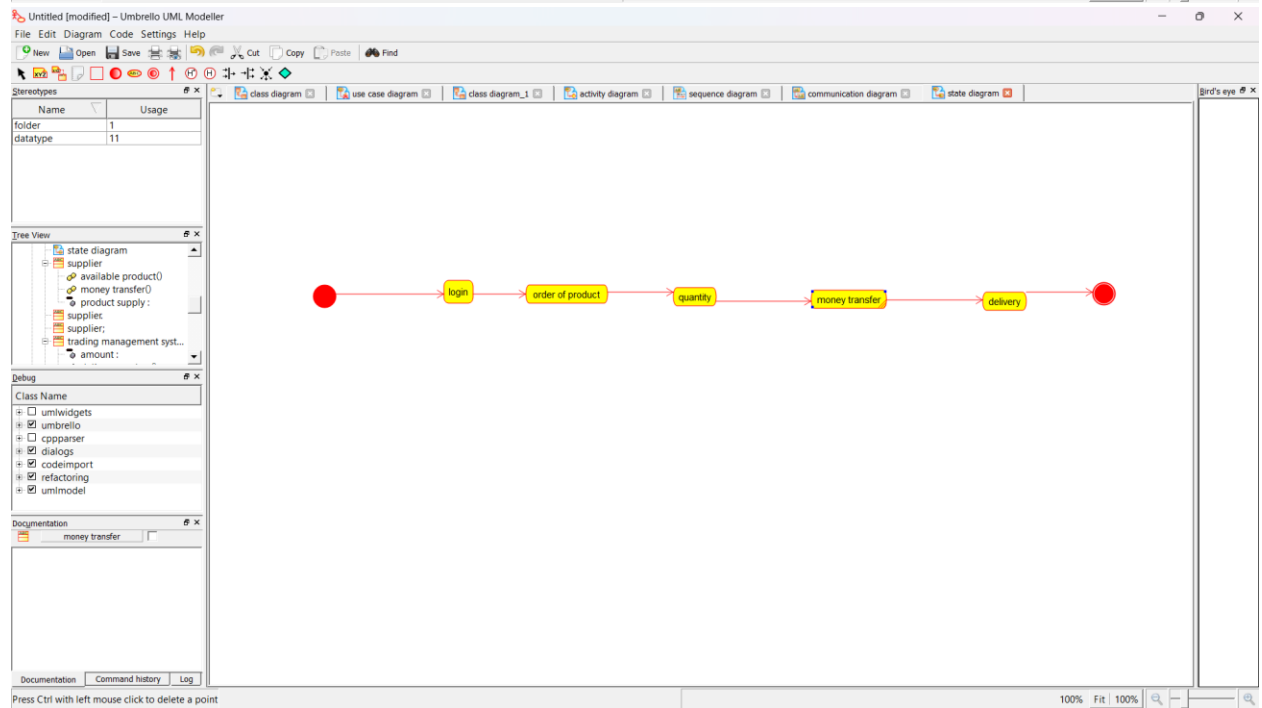 Untitled [modified] – Umbrello UML Modeller
File Edit Diagram Code Settings Help
New Open Save Cut Copy Paste Find
Stereotypes
class diagram use case diagram class diagram_1 activity diagram sequence diagram communication diagram state diagram
Bird's eye
Name Usage
folder 1
datatype 11
Tree View
state diagram
supplier
available product()
money transfer()
product supply :
supplier.
supplier;
trading management syst...
amount :
login
order of product
quantity
money transfer
delivery
Debug
Class Name
umlwidgets
umbrello
cppparser
dialogs
codeimport
refactoring
umlmodel
Documentation
money transfer
Documentation Command history Log
Press Ctrl with left mouse click to delete a point
100% Fit 100%